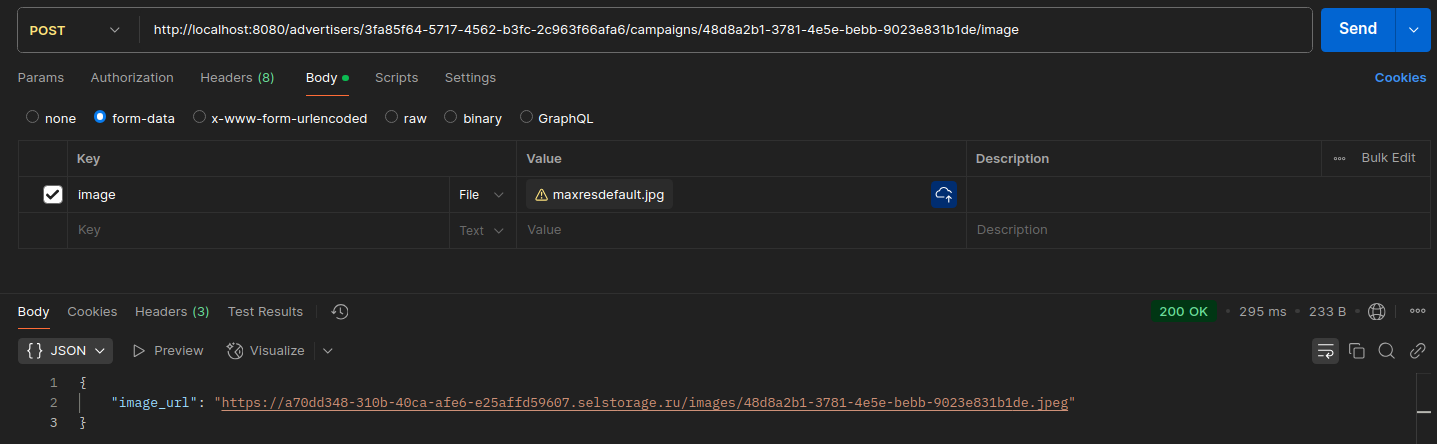 POST http://localhost:8080/advertisers/3fa85f64-5717-4562-b3fc-2c963f66afa6/campaigns/48d8a2b1-3781-4e5e-bebb-9023e831b1de/image Send
Params Authorization Headers (8) Body Scripts Settings Cookies
none form-data x-www-form-urlencoded raw binary GraphQL
Key Value Description Bulk Edit
image File maxresdefault.jpg
Key Text Value Description
Body Cookies Headers (3) Test Results 200 OK 295 ms 233 B
{} JSON Preview Visualize
1 {
2 "image_url": "https://a70dd348-310b-40ca-afe6-e25affd59607.selstorage.ru/images/48d8a2b1-3781-4e5e-bebb-9023e831b1de.jpeg"
3 }